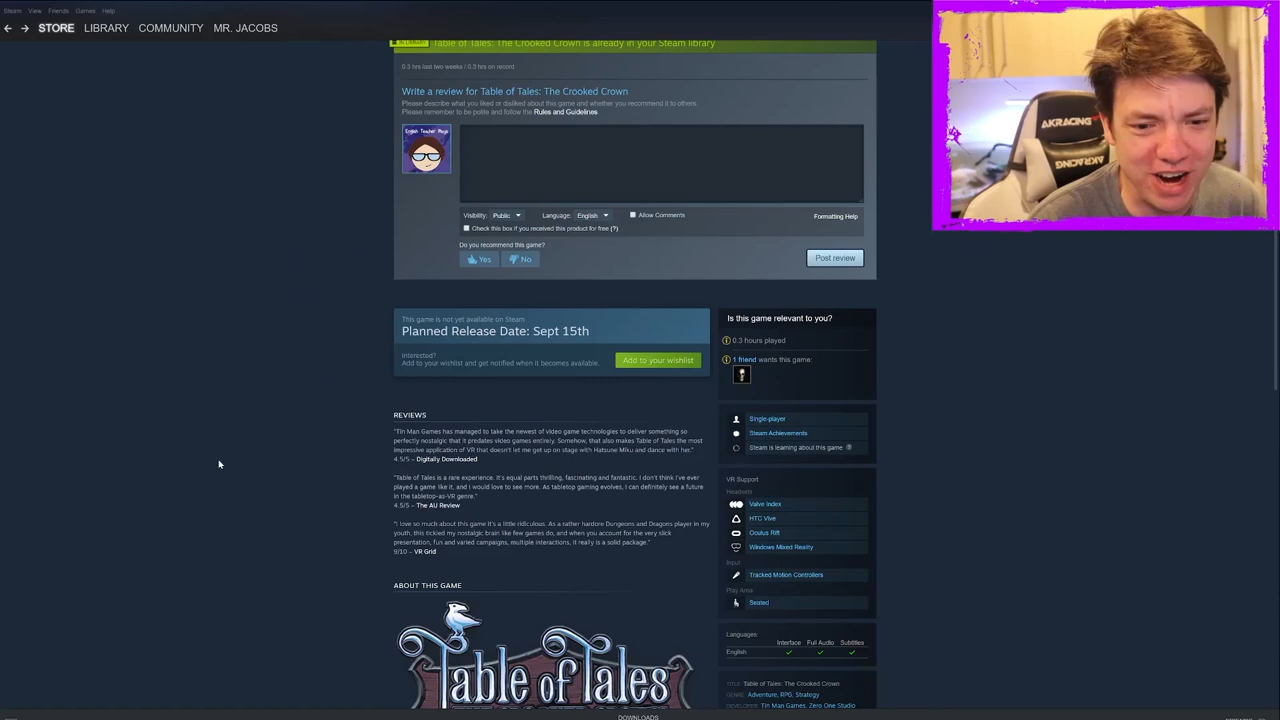 Steam View Friends Games Help
STORE LIBRARY COMMUNITY MR. JACOBS
IN LIBRARY Table of Tales: The Crooked Crown is already in your Steam library
0.3 hrs last two weeks / 0.3 hrs on record
Write a review for Table of Tales: The Crooked Crown
Please describe what you liked or disliked about this game and whether you recommend it to others.
Please remember to be polite and follow the Rules and Guidelines.
English Teacher Plays
Visibility: Public Language: English Allow Comments Formatting Help
Check this box if you received this product for free (?)
Do you recommend this game?
Yes No Post review
This game is not yet available on Steam
Planned Release Date: Sept 15th
Interested?
Add to your wishlist and get notified when it becomes available. Add to your wishlist
REVIEWS
"Tin Man Games has managed to take the newest of video game technologies to deliver something so
perfectly nostalgic that it predates video games entirely. Somehow, that also makes Table of Tales the most
impressive application of VR that doesn't let me get up on stage with Hatsune Miku and dance with her."
4.5/5 – Digitally Downloaded
"Table of Tales is a rare experience. It's equal parts thrilling, fascinating and fantastic. I don't think I've ever
played a game like it, and I would love to see more. As tabletop gaming evolves, I can definitely see a future
in the tabletop-as-VR genre."
4.5/5 – The AU Review
"I love so much about this game it's a little ridiculous. As a rather hardcore Dungeons and Dragons player in my
youth, this tickled my nostalgic brain like few games do, and when you account for the very slick
presentation, fun and varied campaigns, multiple interactions, it really is a solid package."
9/10 – VR Grid
ABOUT THIS GAME
Table of Tales
Is this game relevant to you?
0.3 hours played
1 friend wants this game:
Single-player
Steam Achievements
Steam is learning about this game
VR Support
Headsets
Valve Index
HTC Vive
Oculus Rift
Windows Mixed Reality
Input
Tracked Motion Controllers
Play Area
Seated
Languages:
Interface Full Audio Subtitles
English ✓ ✓ ✓
TITLE: Table of Tales: The Crooked Crown
GENRE: Adventure, RPG, Strategy
DEVELOPER: Tin Man Games, Zero One Studio
DOWNLOADS
AKRACING
AKRACING